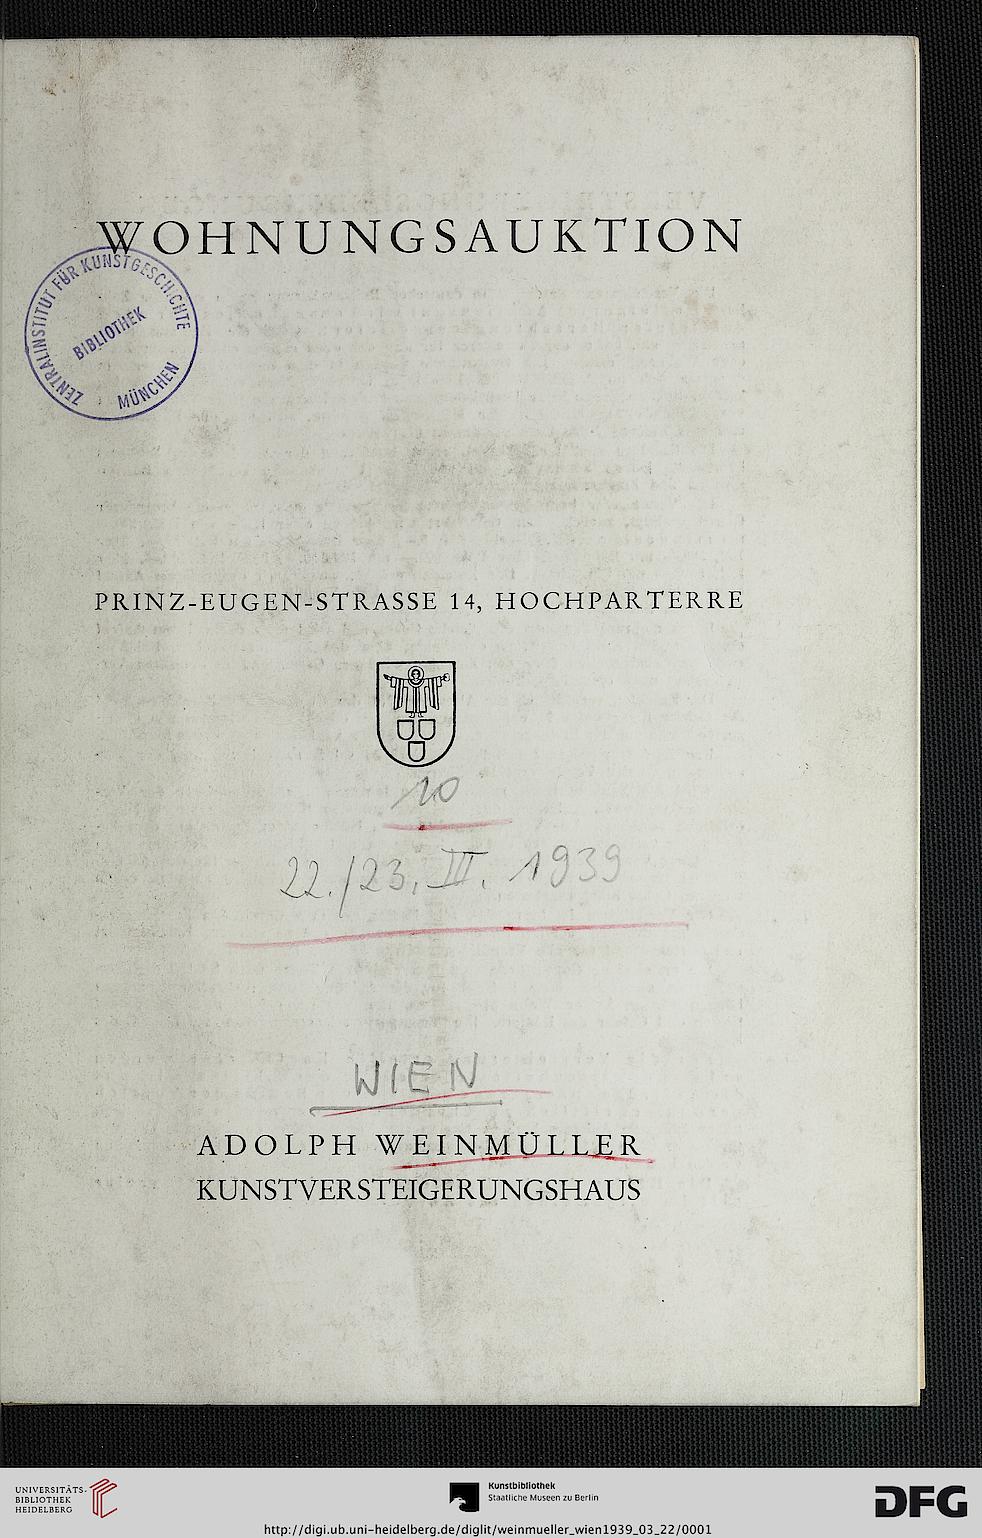 WOHNUNGSAUKTION
ZENTRALINSTITUT FÜR KUNSTGESCHICHTE
BIBLIOTHEK
MÜNCHEN
PRINZ-EUGEN-STRASSE 14, HOCHPARTERRE
10
22./23. III. 1939
WIEN
ADOLPH WEINMÜLLER
KUNSTVERSTEIGERUNGSHAUS
UNIVERSITÄTS-
BIBLIOTHEK
HEIDELBERG
Kunstbibliothek
Staatliche Museen zu Berlin
DFG
http://digi.ub.uni-heidelberg.de/diglit/weinmueller_wien1939_03_22/0001